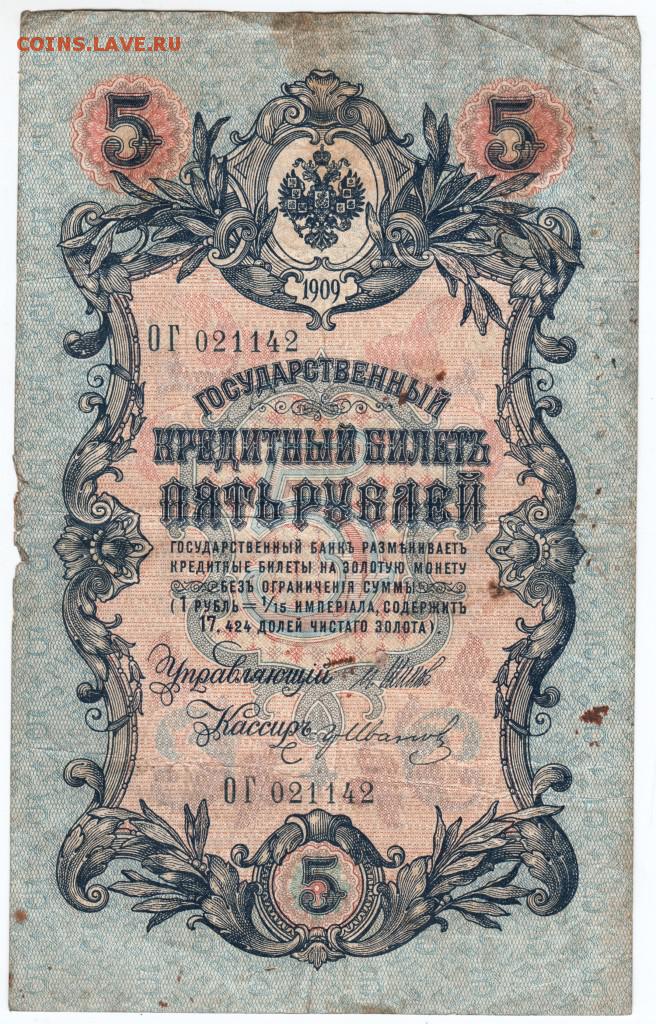 COINS.LAVE.RU
5 5
1909
ОГ 021142
ГОСУДАРСТВЕННЫЙ
КРЕДИТНЫЙ БИЛЕТЪ
ПЯТЬ РУБЛЕЙ
ГОСУДАРСТВЕННЫЙ БАНКЪ РАЗМѢНИВАЕТЪ
КРЕДИТНЫЕ БИЛЕТЫ НА ЗОЛОТУЮ МОНЕТУ
БЕЗЪ ОГРАНИЧЕНІЯ СУММЫ
(1 РУБЛЬ = 1/15 ИМПЕРІАЛА, СОДЕРЖИТЪ
17,424 ДОЛЕЙ ЧИСТАГО ЗОЛОТА).
Управляющій
Кассиръ Гр Иванов
ОГ 021142
5